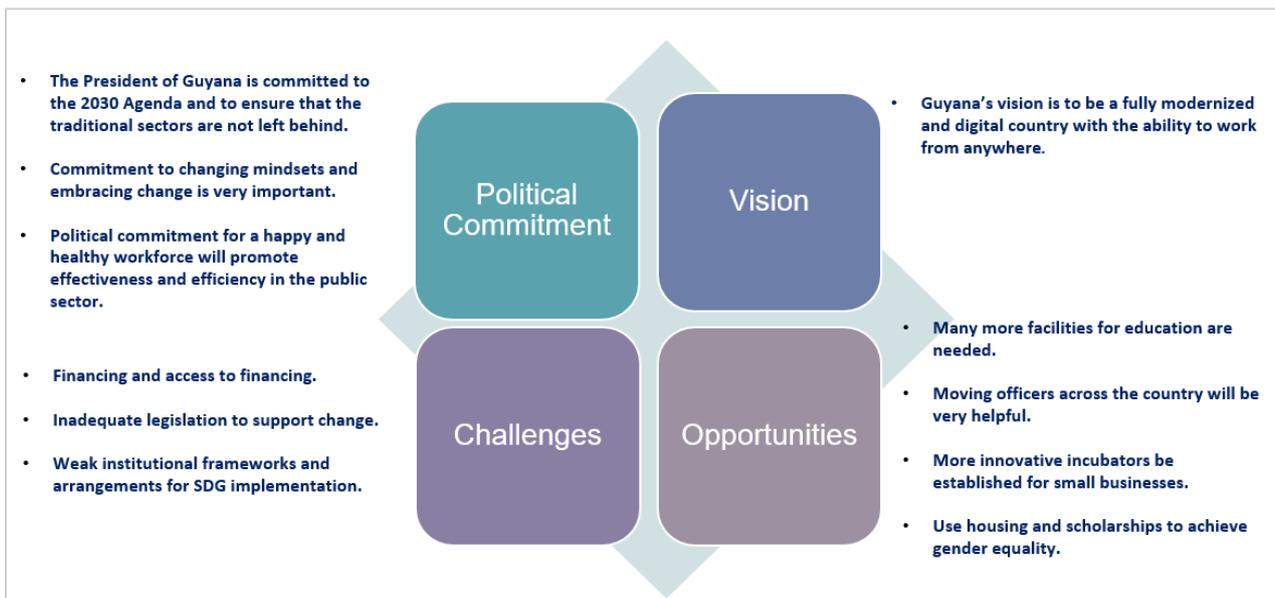 • The President of Guyana is committed to
the 2030 Agenda and to ensure that the
traditional sectors are not left behind.
• Commitment to changing mindsets and
embracing change is very important.
• Political commitment for a happy and
healthy workforce will promote
effectiveness and efficiency in the public
sector.
Political
Commitment
Vision
• Guyana’s vision is to be a fully modernized
and digital country with the ability to work
from anywhere.
• Financing and access to financing.
• Inadequate legislation to support change.
• Weak institutional frameworks and
arrangements for SDG implementation.
Challenges
Opportunities
• Many more facilities for education are
needed.
• Moving officers across the country will be
very helpful.
• More innovative incubators be
established for small businesses.
• Use housing and scholarships to achieve
gender equality.